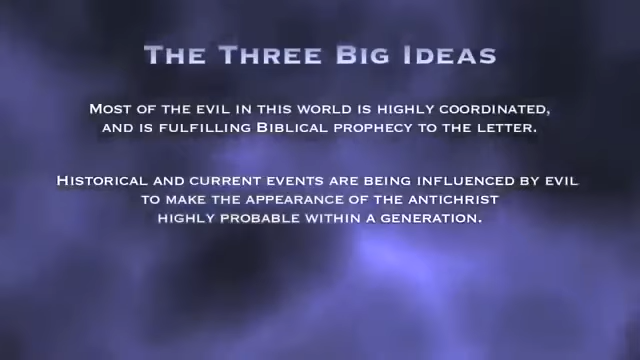 The Three Big Ideas
Most of the evil in this world is highly coordinated,
and is fulfilling Biblical prophecy to the letter.
Historical and current events are being influenced by evil
to make the appearance of the Antichrist
highly probable within a generation.